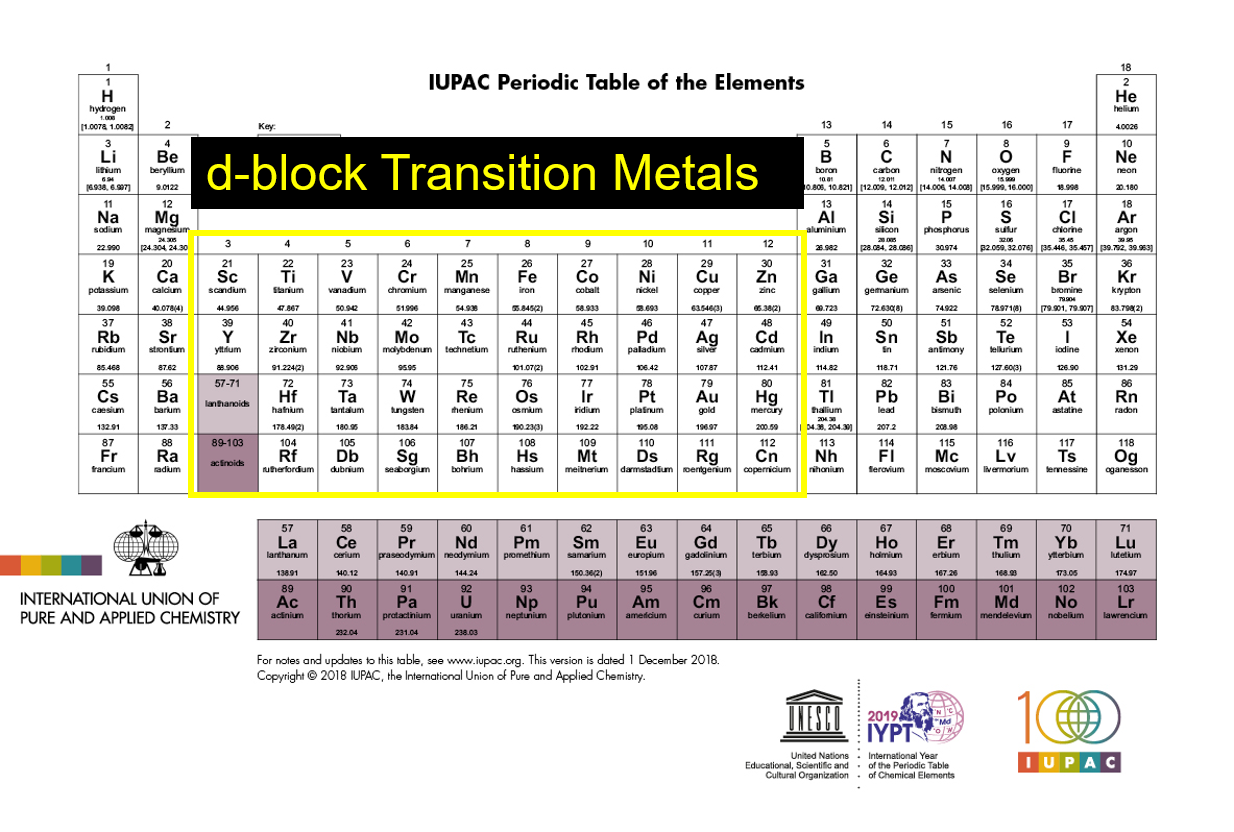 1
18
IUPAC Periodic Table of the Elements
1 2
H He
hydrogen helium
1.008
[1.0078, 1.0082] 2 Key: 13 14 15 16 17 4.0026
d-block Transition Metals
3 4 5 6 7 8 9 10
Li Be B C N O F Ne
lithium beryllium boron carbon nitrogen oxygen fluorine neon
6.94 10.81 12.011 14.007 15.999
[6.938, 6.997] 9.0122 10.806, 10.821] [12.009, 12.012] [14.006, 14.008] [15.999, 16.000] 18.998 20.180
11 12 13 14 15 16 17 18
Na Mg Al Si P S Cl Ar
sodium magnesium aluminium silicon phosphorus sulfur chlorine argon
24.305 28.085 32.06 35.45 39.95
22.990 [24.304, 24.30 3 4 5 6 7 8 9 10 11 12 26.982 [28.084, 28.086] 30.974 [32.059, 32.076] [35.446, 35.457] [39.792, 39.963]
19 20 21 22 23 24 25 26 27 28 29 30 31 32 33 34 35 36
K Ca Sc Ti V Cr Mn Fe Co Ni Cu Zn Ga Ge As Se Br Kr
potassium calcium scandium titanium vanadium chromium manganese iron cobalt nickel copper zinc gallium germanium arsenic selenium bromine krypton
79.904
39.098 40.078(4) 44.956 47.867 50.942 51.996 54.938 55.845(2) 58.933 58.693 63.546(3) 65.38(2) 69.723 72.630(8) 74.922 78.971(8) [79.901, 79.907] 83.798(2)
37 38 39 40 41 42 43 44 45 46 47 48 49 50 51 52 53 54
Rb Sr Y Zr Nb Mo Tc Ru Rh Pd Ag Cd In Sn Sb Te I Xe
rubidium strontium yttrium zirconium niobium molybdenum technetium ruthenium rhodium palladium silver cadmium indium tin antimony tellurium iodine xenon
85.468 87.62 88.906 91.224(2) 92.906 95.95 101.07(2) 102.91 106.42 107.87 112.41 114.82 118.71 121.76 127.60(3) 126.90 131.29
55 56 57-71 72 73 74 75 76 77 78 79 80 81 82 83 84 85 86
Cs Ba Hf Ta W Re Os Ir Pt Au Hg Tl Pb Bi Po At Rn
caesium barium lanthanoids hafnium tantalum tungsten rhenium osmium iridium platinum gold mercury thallium lead bismuth polonium astatine radon
204.38
132.91 137.33 178.49(2) 180.95 183.84 186.21 190.23(3) 192.22 195.08 196.97 200.59 204.38, 204.39] 207.2 208.98
87 88 89-103 104 105 106 107 108 109 110 111 112 113 114 115 116 117 118
Fr Ra Rf Db Sg Bh Hs Mt Ds Rg Cn Nh Fl Mc Lv Ts Og
francium radium actinoids rutherfordium dubnium seaborgium bohrium hassium meitnerium darmstadtium roentgenium copernicium nihonium flerovium moscovium livermorium tennessine oganesson
57 58 59 60 61 62 63 64 65 66 67 68 69 70 71
La Ce Pr Nd Pm Sm Eu Gd Tb Dy Ho Er Tm Yb Lu
lanthanum cerium praseodymium neodymium promethium samarium europium gadolinium terbium dysprosium holmium erbium thulium ytterbium lutetium
138.91 140.12 140.91 144.24 150.36(2) 151.96 157.25(3) 158.93 162.50 164.93 167.26 168.93 173.05 174.97
89 90 91 92 93 94 95 96 97 98 99 100 101 102 103
Ac Th Pa U Np Pu Am Cm Bk Cf Es Fm Md No Lr
actinium thorium protactinium uranium neptunium plutonium americium curium berkelium californium einsteinium fermium mendelevium nobelium lawrencium
232.04 231.04 238.03
INTERNATIONAL UNION OF
PURE AND APPLIED CHEMISTRY
For notes and updates to this table, see www.iupac.org. This version is dated 1 December 2018.
Copyright © 2018 IUPAC, the International Union of Pure and Applied Chemistry.
UNESCO
United Nations
Educational, Scientific and
Cultural Organization
2019
IYPT
N C
Md
O N
International Year
of the Periodic Table
of Chemical Elements
100
IUPAC